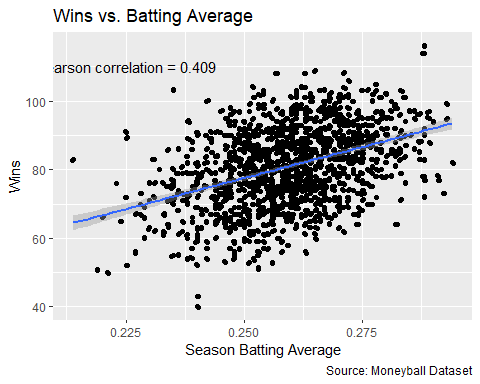 Wins vs. Batting Average
arson correlation = 0.409
100
80
60
40
Wins
0.225 0.250 0.275
Season Batting Average
Source: Moneyball Dataset